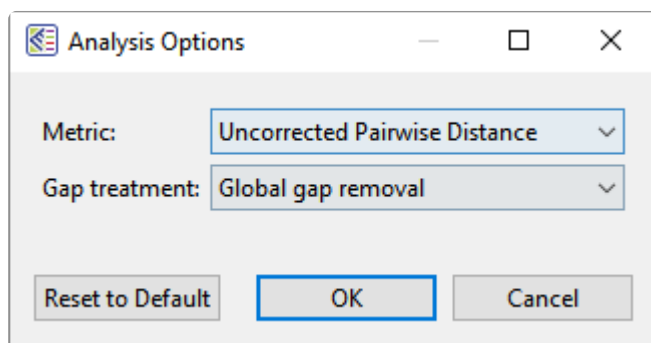 Analysis Options
Metric: Uncorrected Pairwise Distance
Gap treatment: Global gap removal
Reset to Default OK Cancel